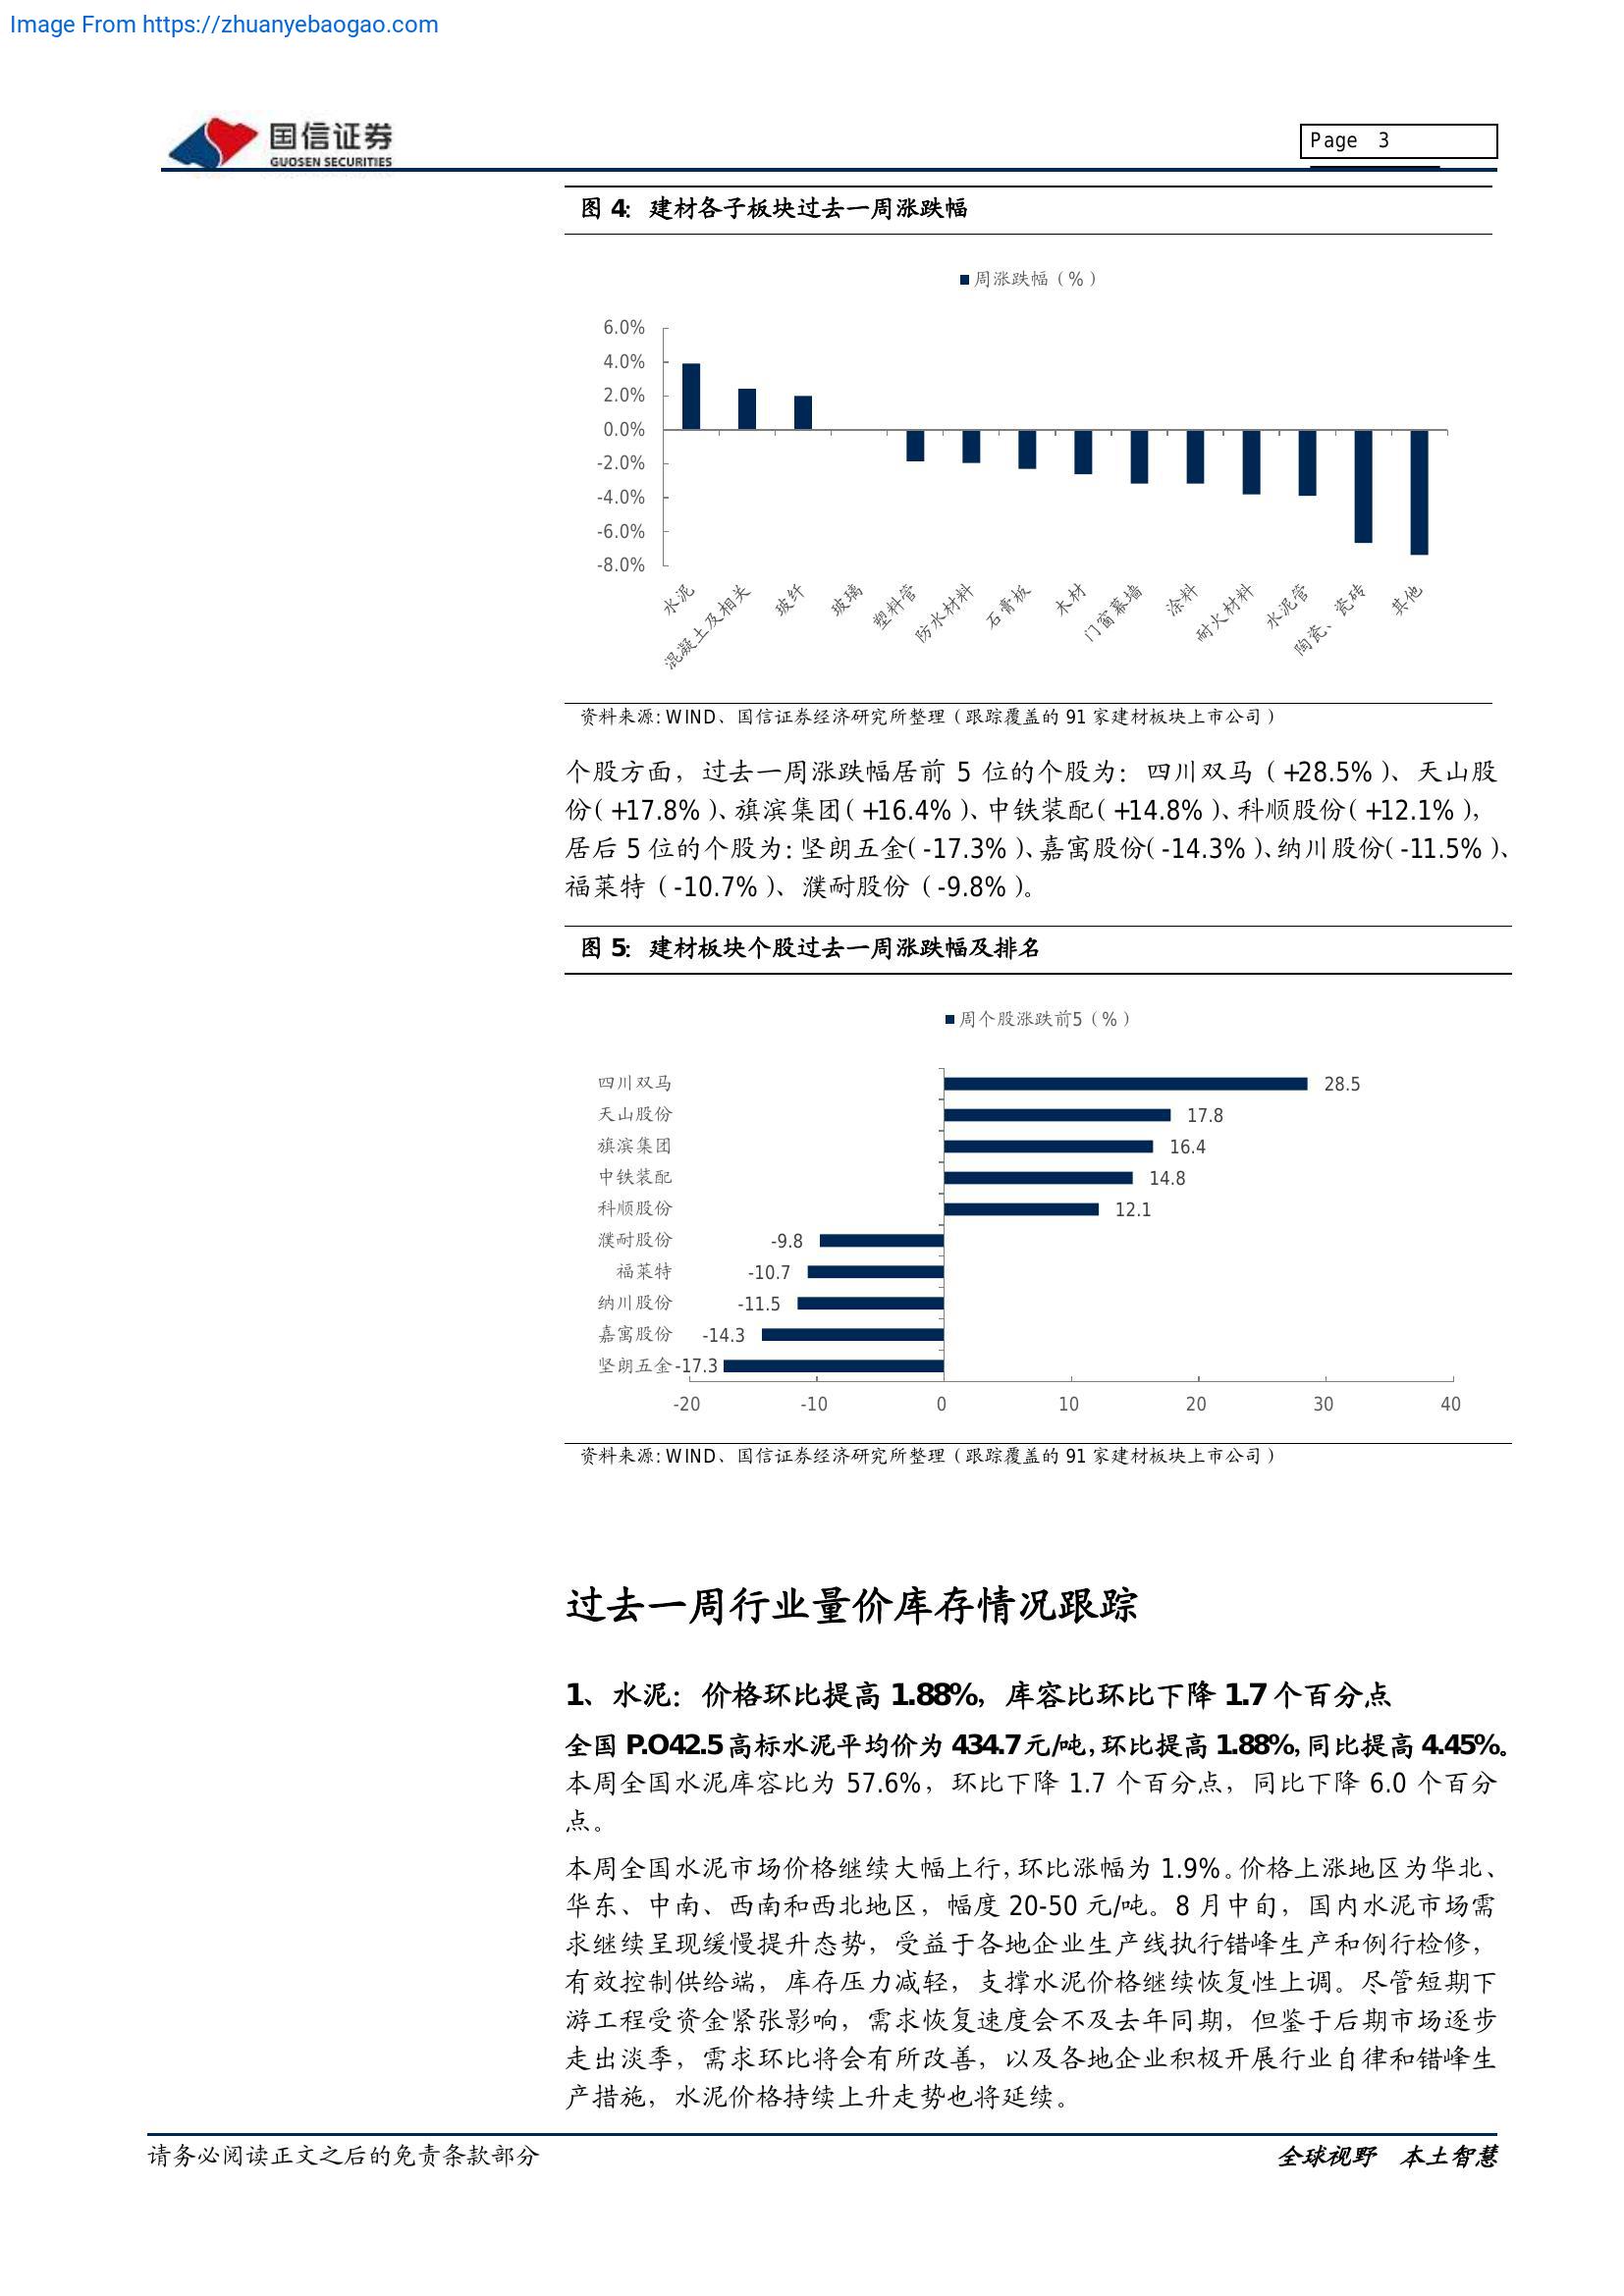 Image From https://zhuanyebaogao.com
国信证券
GUOSEN SECURITIES
Page 3
图 4：建材各子板块过去一周涨跌幅
周涨跌幅（%）
6.0%
4.0%
2.0%
0.0%
-2.0%
-4.0%
-6.0%
-8.0%
水泥
混凝土及相关
玻纤
玻璃
塑料管
防水材料
石膏板
木材
门窗幕墙
涂料
耐火材料
水泥管
陶瓷、瓷砖
其他
资料来源：WIND、国信证券经济研究所整理（跟踪覆盖的 91 家建材板块上市公司）
个股方面，过去一周涨跌幅居前 5 位的个股为：四川双马（+28.5%）、天山股
份（+17.8%）、旗滨集团（+16.4%）、中铁装配（+14.8%）、科顺股份（+12.1%），
居后 5 位的个股为：坚朗五金（-17.3%）、嘉寓股份（-14.3%）、纳川股份（-11.5%）、
福莱特（-10.7%）、濮耐股份（-9.8%）。
图 5：建材板块个股过去一周涨跌幅及排名
周个股涨跌前5（%）
四川双马 28.5
天山股份 17.8
旗滨集团 16.4
中铁装配 14.8
科顺股份 12.1
濮耐股份 -9.8
福莱特 -10.7
纳川股份 -11.5
嘉寓股份 -14.3
坚朗五金 -17.3
-20 -10 0 10 20 30 40
资料来源：WIND、国信证券经济研究所整理（跟踪覆盖的 91 家建材板块上市公司）
过去一周行业量价库存情况跟踪
1、水泥：价格环比提高 1.88%，库容比环比下降 1.7 个百分点
全国 P.O42.5 高标水泥平均价为 434.7 元/吨，环比提高 1.88%，同比提高 4.45%。
本周全国水泥库容比为 57.6%，环比下降 1.7 个百分点，同比下降 6.0 个百分
点。
本周全国水泥市场价格继续大幅上行，环比涨幅为 1.9%。价格上涨地区为华北、
华东、中南、西南和西北地区，幅度 20-50 元/吨。8 月中旬，国内水泥市场需
求继续呈现缓慢提升态势，受益于各地企业生产线执行错峰生产和例行检修，
有效控制供给端，库存压力减轻，支撑水泥价格继续恢复性上调。尽管短期下
游工程受资金紧张影响，需求恢复速度会不及去年同期，但鉴于后期市场逐步
走出淡季，需求环比将会有所改善，以及各地企业积极开展行业自律和错峰生
产措施，水泥价格持续上升走势也将延续。
请务必阅读正文之后的免责条款部分
全球视野 本土智慧